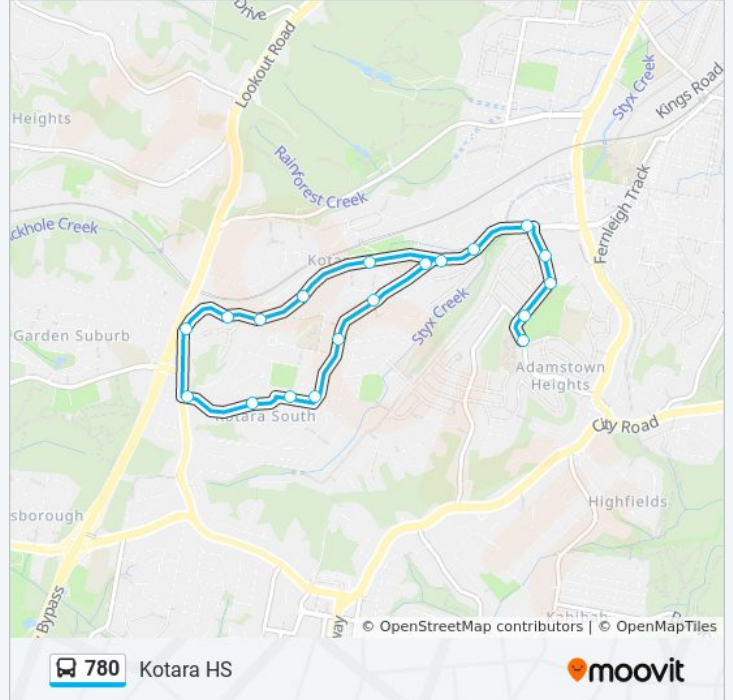 Drive
Lookout Road
Styx Creek
Kings Road
Heights
Rainforest Creek
Fernleigh Track
ckhole Creek
Kota
Styx Creek
Garden Suburb
Adamstown
Heights
Kotara South
City Road
Highfields
sborough
Bypass
way
Kahibah
© OpenStreetMap contributors | © OpenMapTiles
780 Kotara HS
moovit